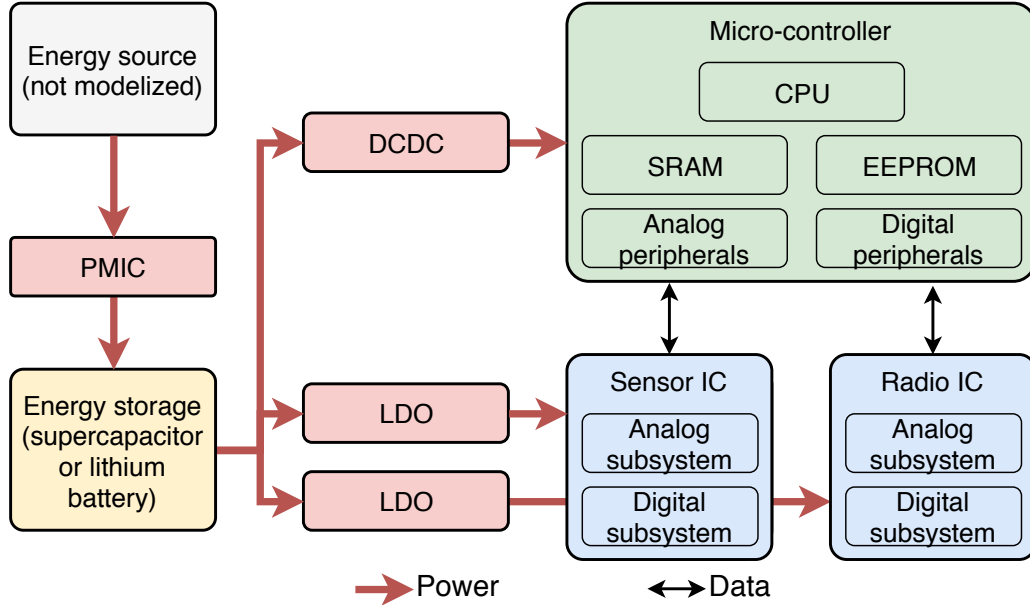 Energy source
(not modelized)
PMIC
Energy storage
(supercapacitor
or lithium
battery)
DCDC
LDO
LDO
Micro-controller
CPU
SRAM
EEPROM
Analog
peripherals
Digital
peripherals
Sensor IC
Analog
subsystem
Digital
subsystem
Radio IC
Analog
subsystem
Digital
subsystem
Power
Data